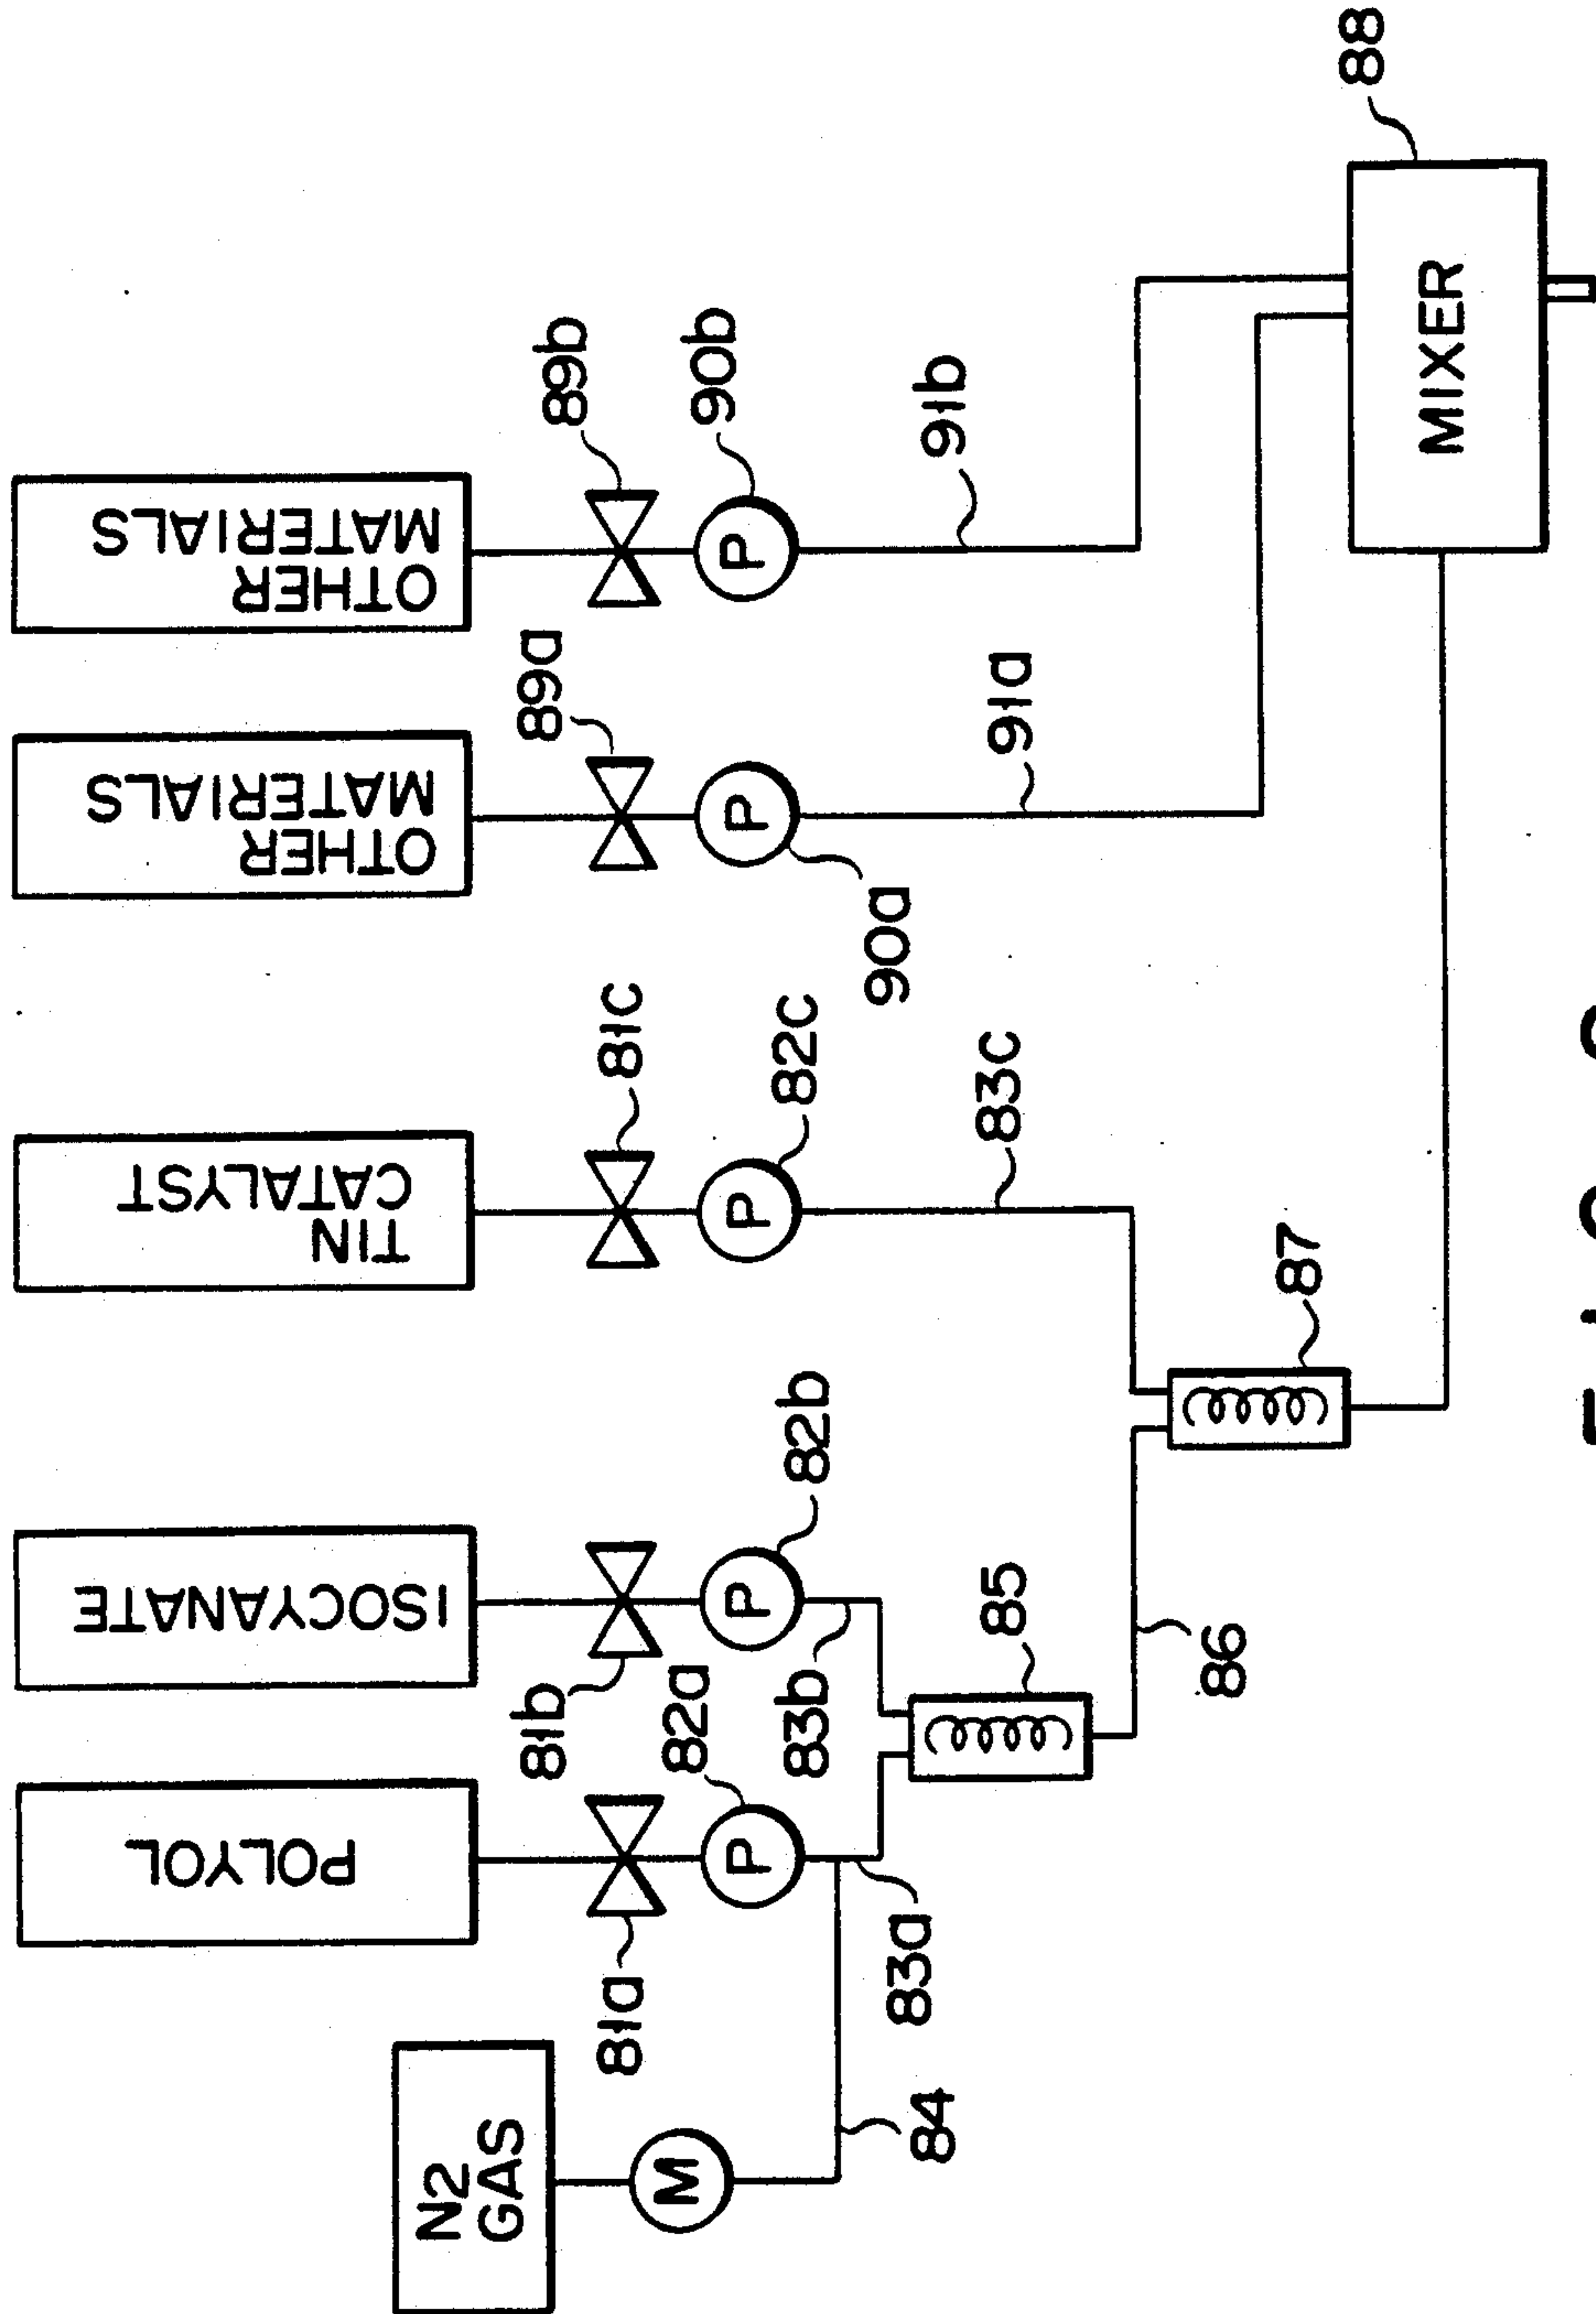 N2
GAS
POLYOL
ISOCYANATE
TIN
CATALYST
OTHER
MATERIALS
OTHER
MATERIALS
M
P
P
P
P
P
81a
81b
81c
89a
89b
82a
82b
82c
90a
90b
84
83a
83b
83c
91a
91b
85
86
87
88
MIXER